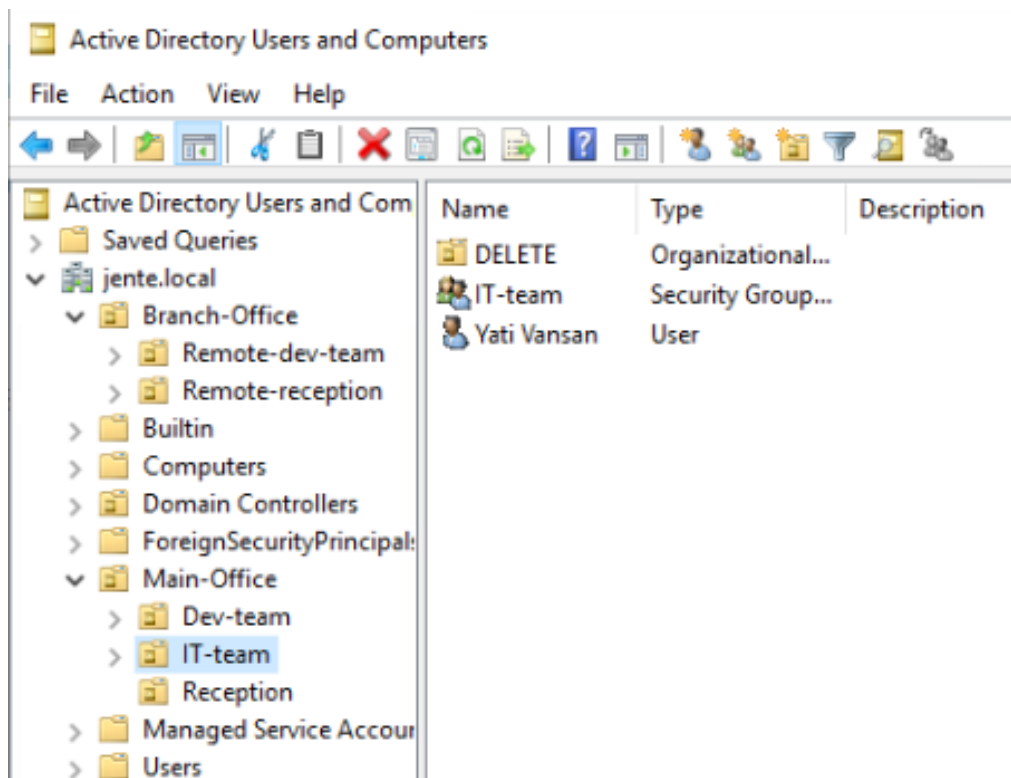 Active Directory Users and Computers
File Action View Help
Active Directory Users and Com
Saved Queries
jente.local
Branch-Office
Remote-dev-team
Remote-reception
Builtin
Computers
Domain Controllers
ForeignSecurityPrincipals
Main-Office
Dev-team
IT-team
Reception
Managed Service Accour
Users
Name Type Description
DELETE Organizational...
IT-team Security Group...
Yati Vansan User